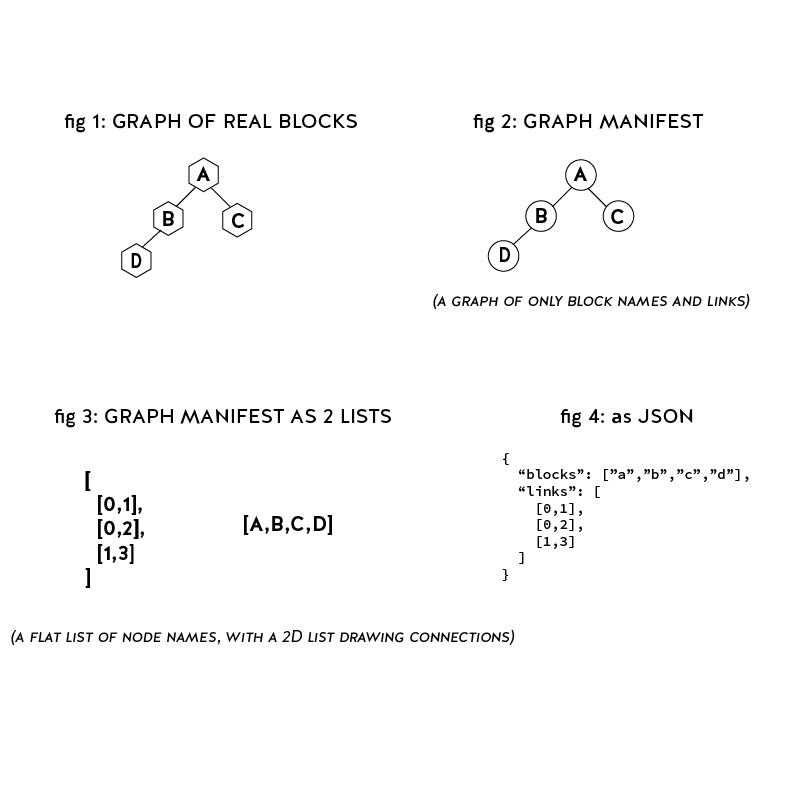 fig 1: GRAPH OF REAL BLOCKS
A
B
C
D
fig 2: GRAPH MANIFEST
A
B
C
D
(A GRAPH OF ONLY BLOCK NAMES AND LINKS)
fig 3: GRAPH MANIFEST AS 2 LISTS
[
[0,1],
[0,2],
[1,3]
]
[A,B,C,D]
(A FLAT LIST OF NODE NAMES, WITH A 2D LIST DRAWING CONNECTIONS)
fig 4: as JSON
{
“blocks”: [”a”,”b”,”c”,”d”],
“links”: [
[0,1],
[0,2],
[1,3]
]
}